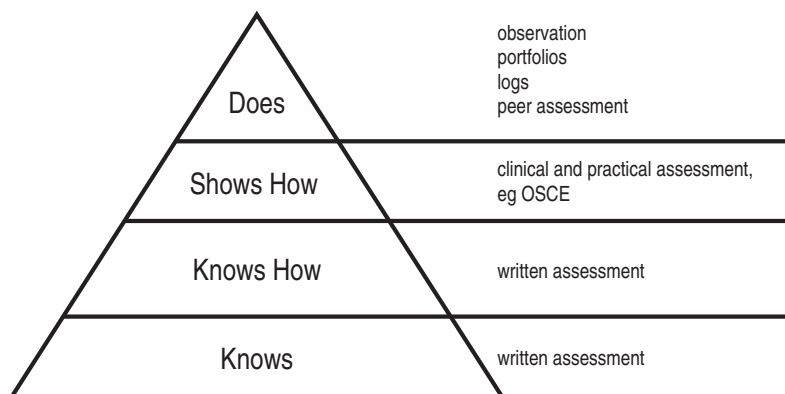 observation
portfolios
logs
peer assessment
Does
clinical and practical assessment,
eg OSCE
Shows How
Knows How
written assessment
Knows
written assessment